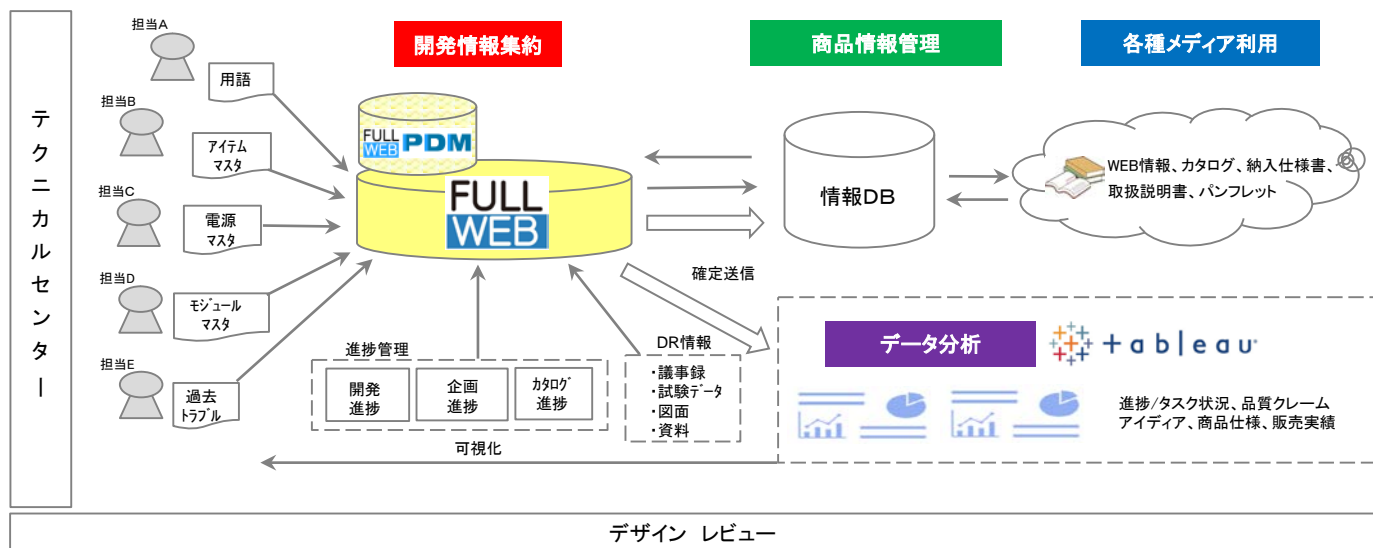 テクニカルセンター
担当A
用語
担当B
アイテム
マスタ
担当C
電源
マスタ
担当D
モジュール
マスタ
担当E
過去
トラブル
開発情報集約
FULL
WEB PDM
FULL
WEB
商品情報管理
情報DB
各種メディア利用
WEB情報、カタログ、納入仕様書、
取扱説明書、パンフレット
確定送信
進捗管理
開発
進捗
企画
進捗
カタログ
進捗
DR情報
・議事録
・試験データ
・図面
・資料
データ分析
+ableau
進捗/タスク状況、品質クレーム
アイディア、商品仕様、販売実績
可視化
デザイン レビュー